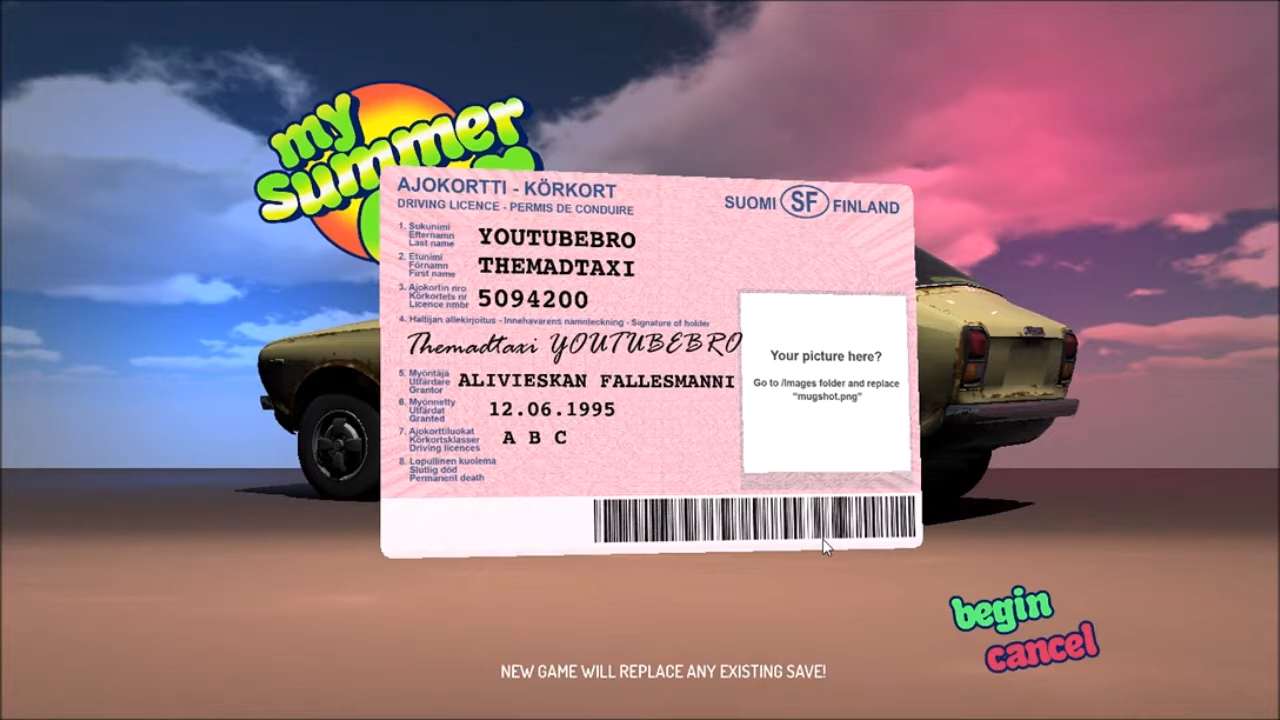 my
summer
AJOKORTTI - KÖRKORT
DRIVING LICENCE - PERMIS DE CONDUIRE
SUOMI SF FINLAND
1. Sukunimi
Efternamn
Last name
YOUTUBEBRO
2. Etunimi
Förnamn
First name
THEMADTAXI
3. Ajokortin nro
Körkortets nr
Licence nmbr
5094200
4. Haltijan allekirjoitus - Innehavarens namnteckning - Signature of holder
Themadtaxi YOUTUBEBRO
5. Myöntäjä
Utfärdare
Grantor
ALIVIESKAN FALLESMANNI
6. Myönnetty
Utfärdat
Granted
12.06.1995
7. Ajokorttiluokat
Körkortsklasser
Driving licences
A B C
8. Lopullinen kuolema
Slutlig död
Permanent death
Your picture here?
Go to /Images folder and replace
"mugshot.png"
begin
cancel
NEW GAME WILL REPLACE ANY EXISTING SAVE!